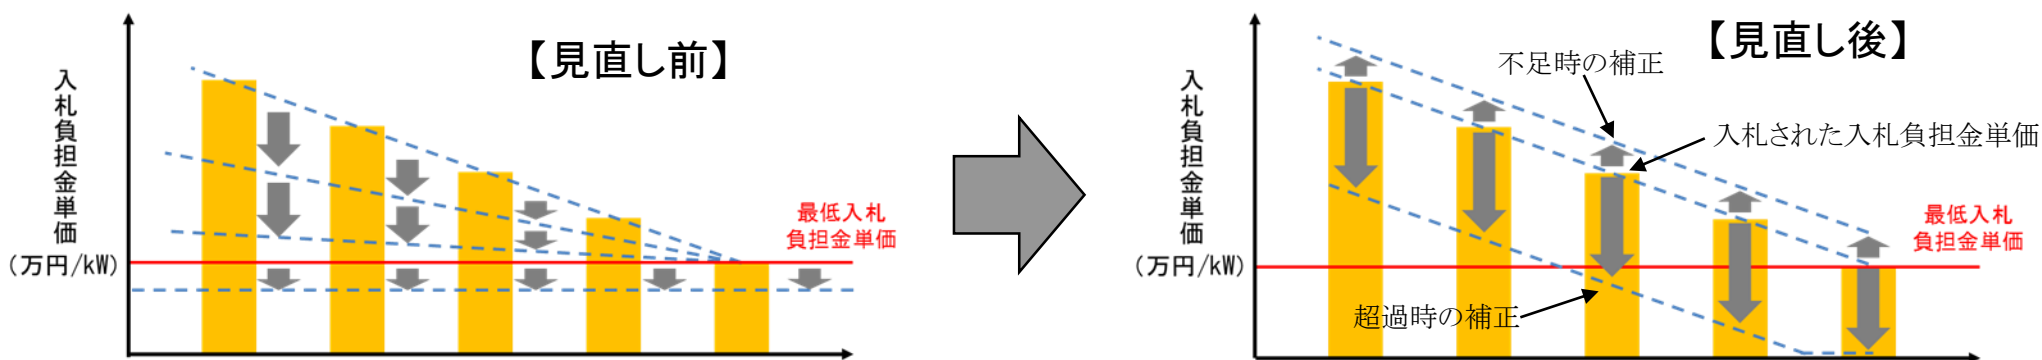 【見直し前】
入札負担金単価
(万円/kW)
最低入札
負担金単価
【見直し後】
入札負担金単価
(万円/kW)
不足時の補正
入札された入札負担金単価
最低入札
負担金単価
超過時の補正